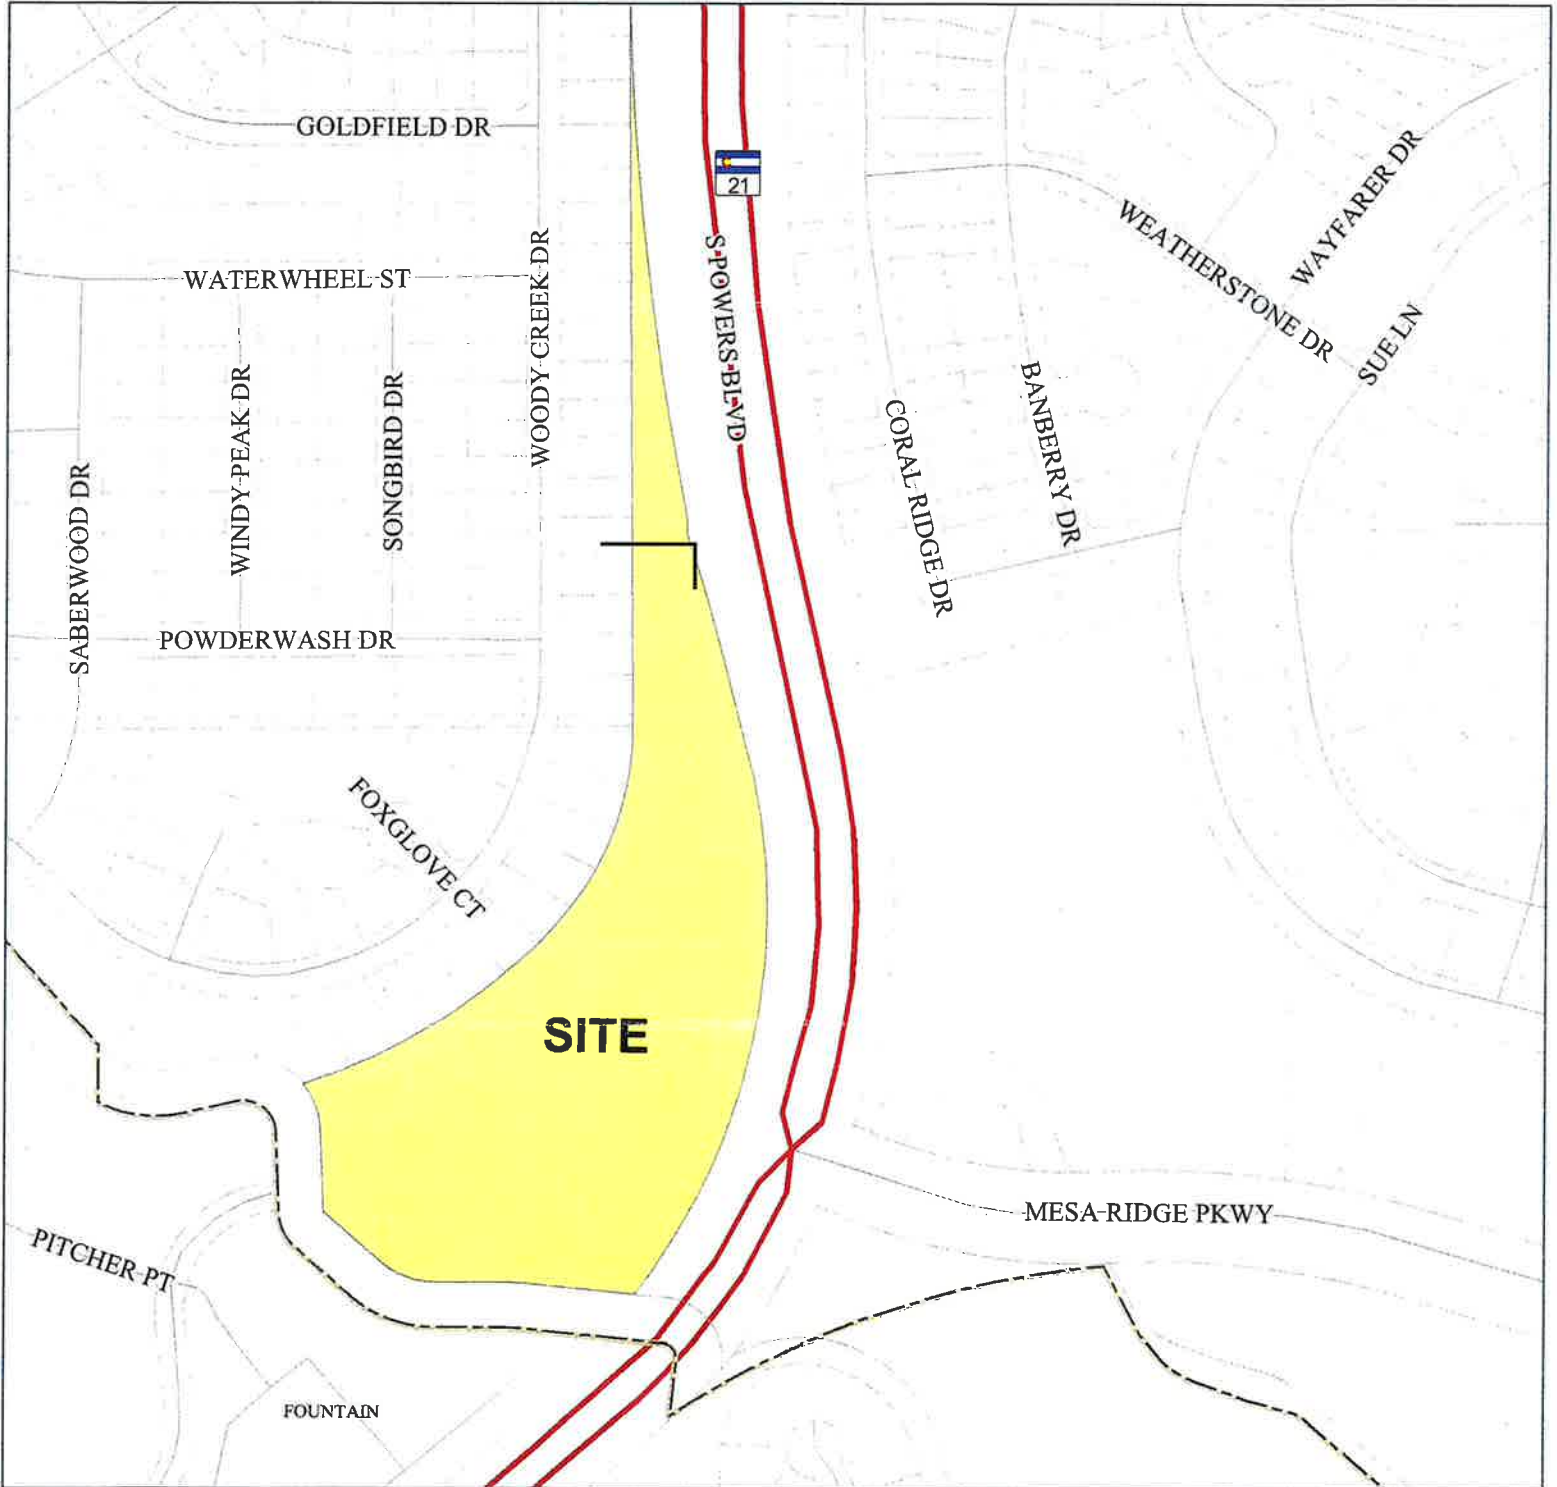 GOLDFIELD DR
21
WAYFARER DR
WEATHERSTONE DR
SUE LN
WATERWHEEL ST
WOODY CREEK DR
S POWERS BLVD
WINDY PEAK DR
SONGBIRD DR
SABERWOOD DR
BANBERRY DR
CORAL RIDGE DR
POWDERWASH DR
FOXGLOVE CT
SITE
MESA RIDGE PKWY
PITCHER PT
FOUNTAIN